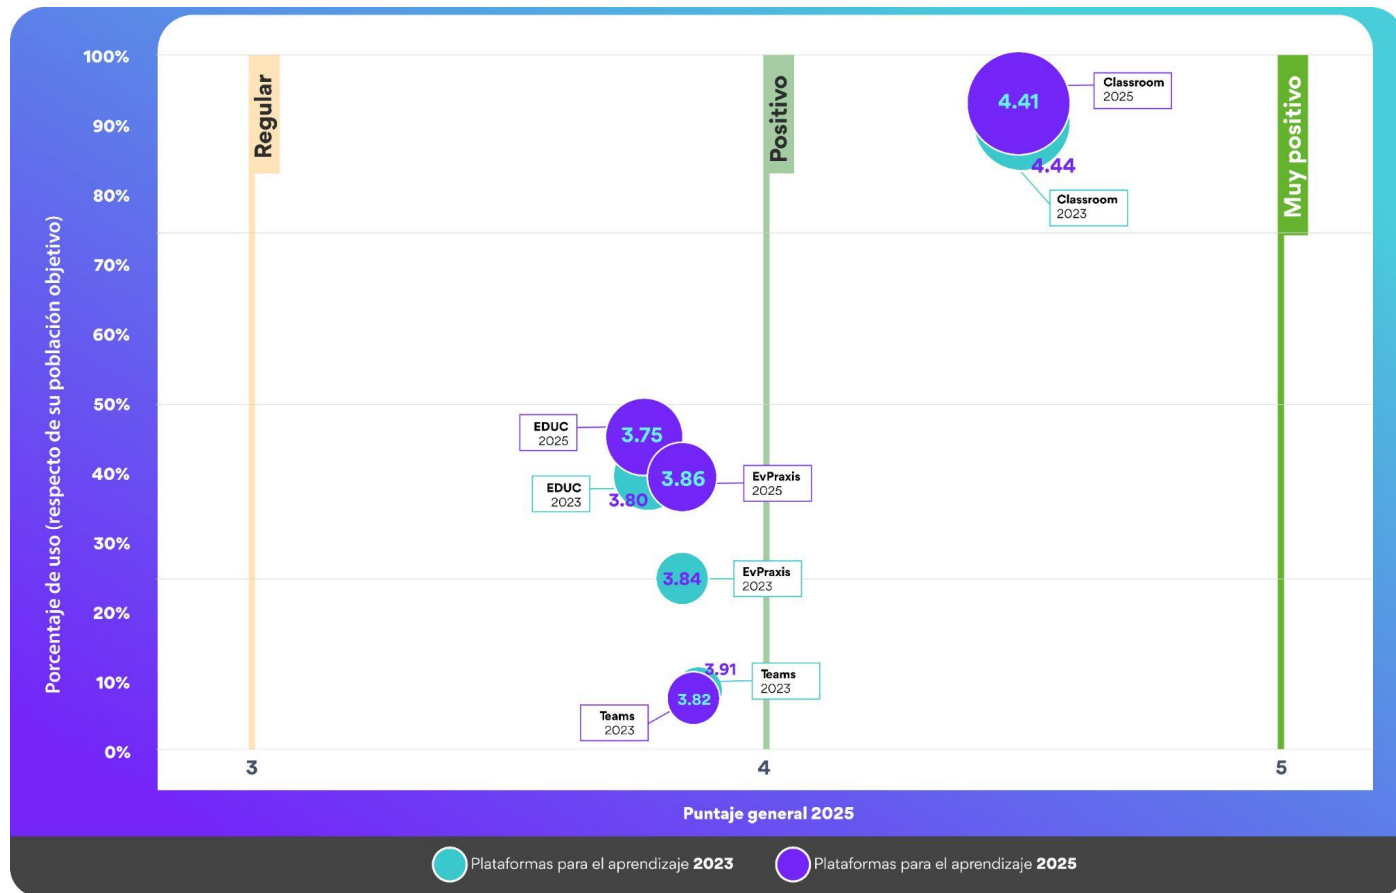 100%
90%
80%
70%
60%
50%
40%
30%
20%
10%
0%
Porcentaje de uso (respecto de su población objetivo)
Regular
Positivo
Muy positivo
4.41
Classroom
2025
4.44
Classroom
2023
EDUC
2025
3.75
EDUC
2023
3.80
3.86
EvPraxis
2025
3.84
EvPraxis
2023
3.91
Teams
2023
3.82
Teams
2023
3
4
5
Puntaje general 2025
Plataformas para el aprendizaje 2023
Plataformas para el aprendizaje 2025